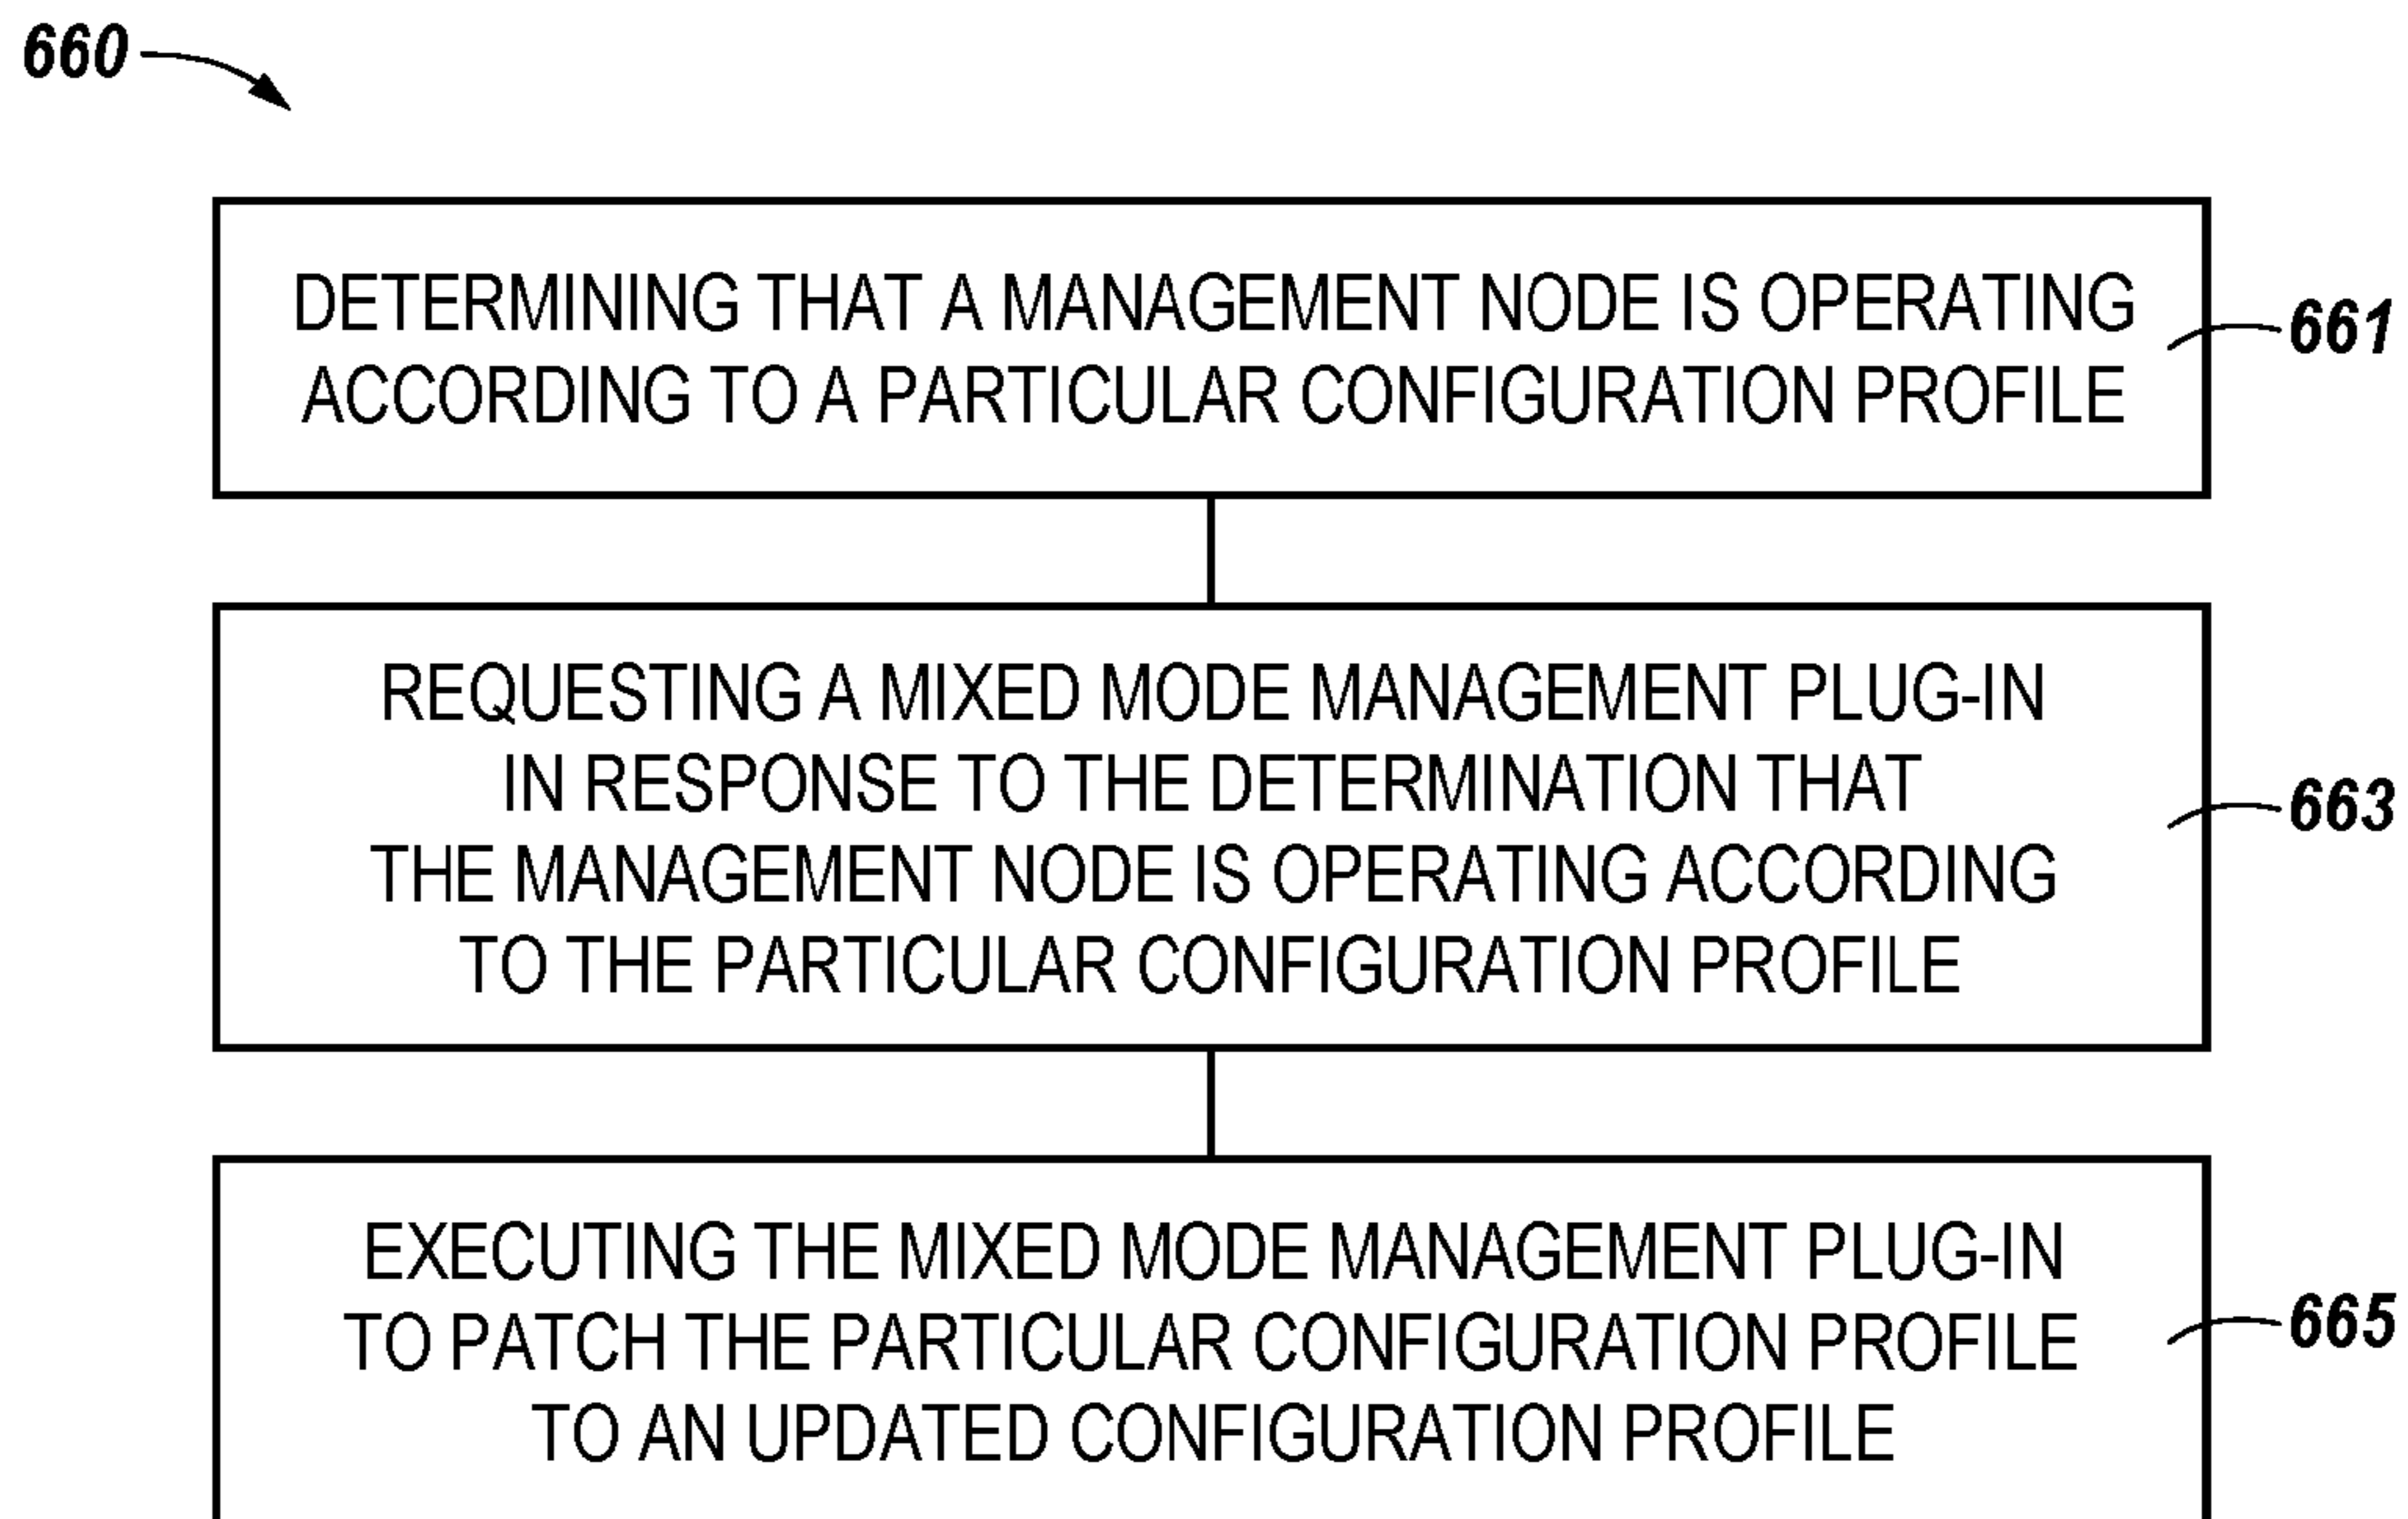 660
DETERMINING THAT A MANAGEMENT NODE IS OPERATING
ACCORDING TO A PARTICULAR CONFIGURATION PROFILE
661
REQUESTING A MIXED MODE MANAGEMENT PLUG-IN
IN RESPONSE TO THE DETERMINATION THAT
THE MANAGEMENT NODE IS OPERATING ACCORDING
TO THE PARTICULAR CONFIGURATION PROFILE
663
EXECUTING THE MIXED MODE MANAGEMENT PLUG-IN
TO PATCH THE PARTICULAR CONFIGURATION PROFILE
TO AN UPDATED CONFIGURATION PROFILE
665